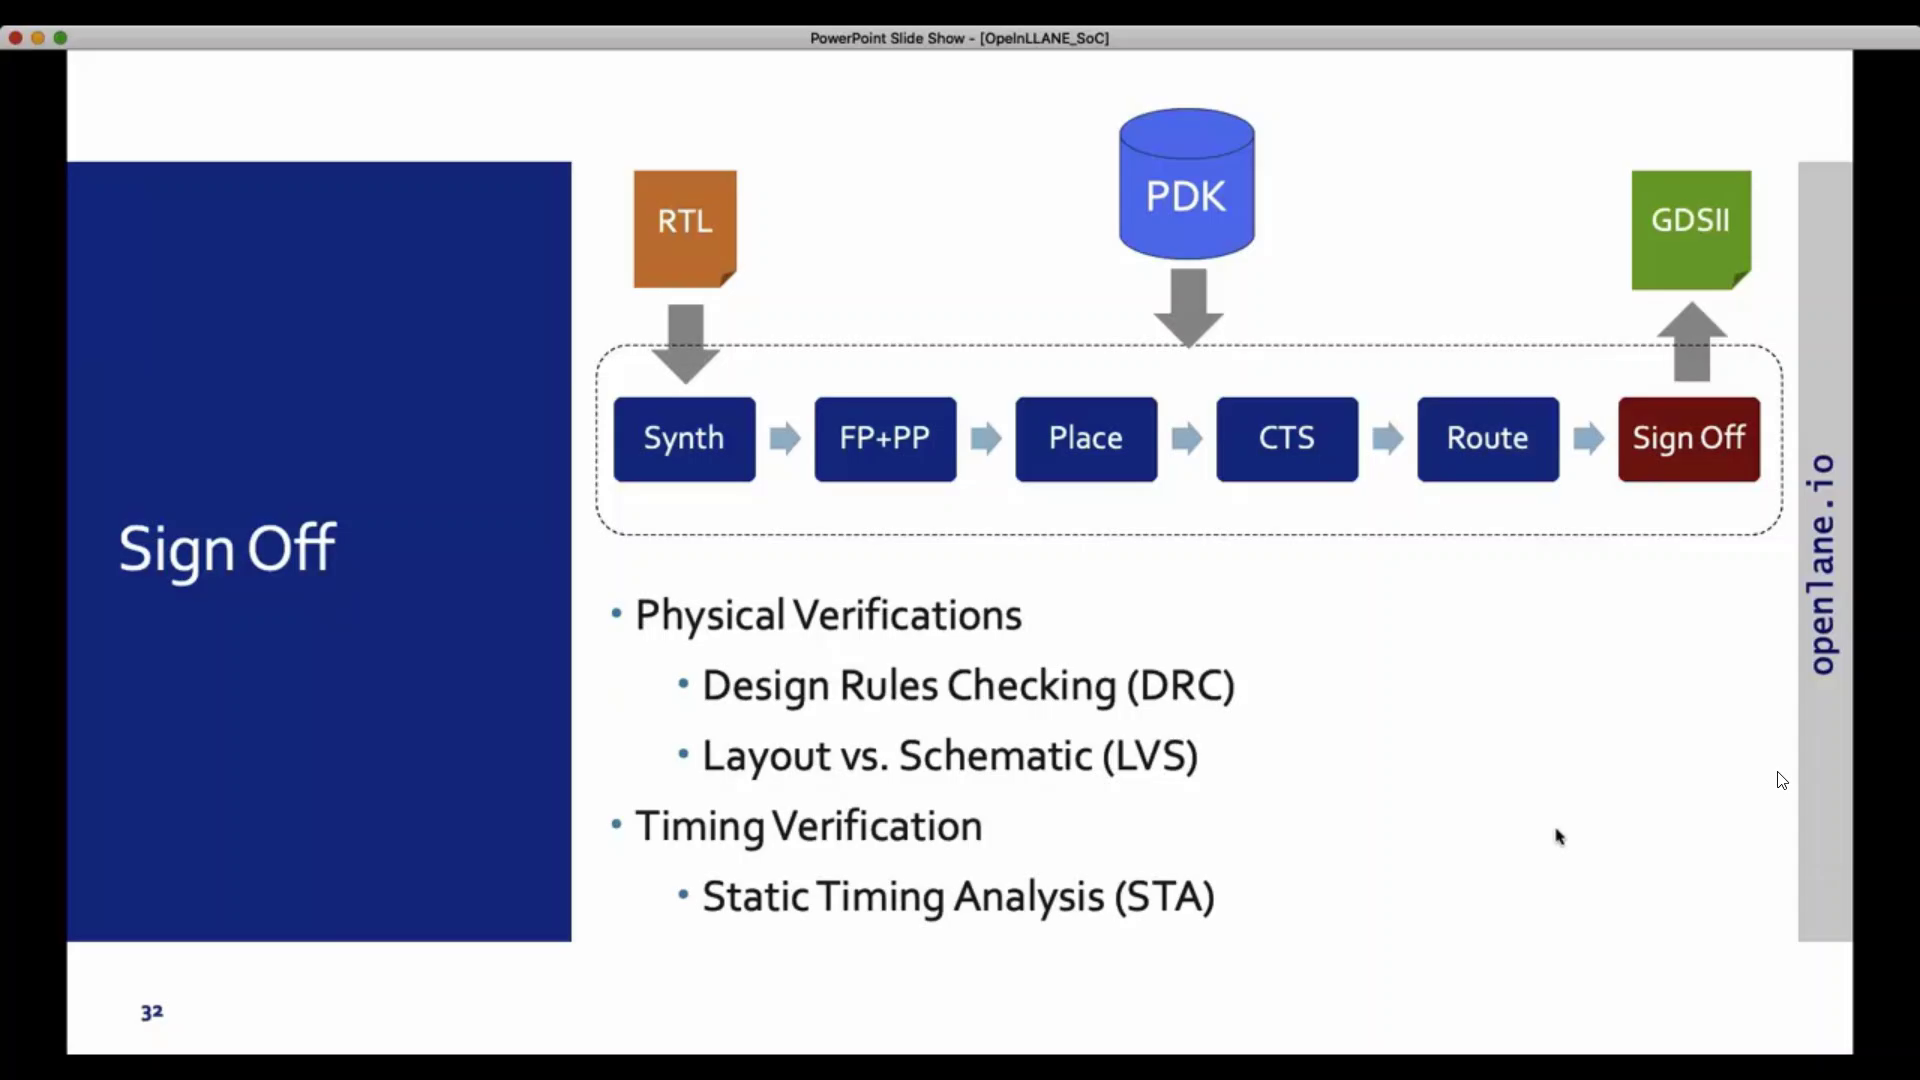 PowerPoint Slide Show - [OpeInLLANE_SoC]
RTL
PDK
GDSII
Synth
FP+PP
Place
CTS
Route
Sign Off
Sign Off
• Physical Verifications
• Design Rules Checking (DRC)
• Layout vs. Schematic (LVS)
• Timing Verification
• Static Timing Analysis (STA)
openlane.io
32